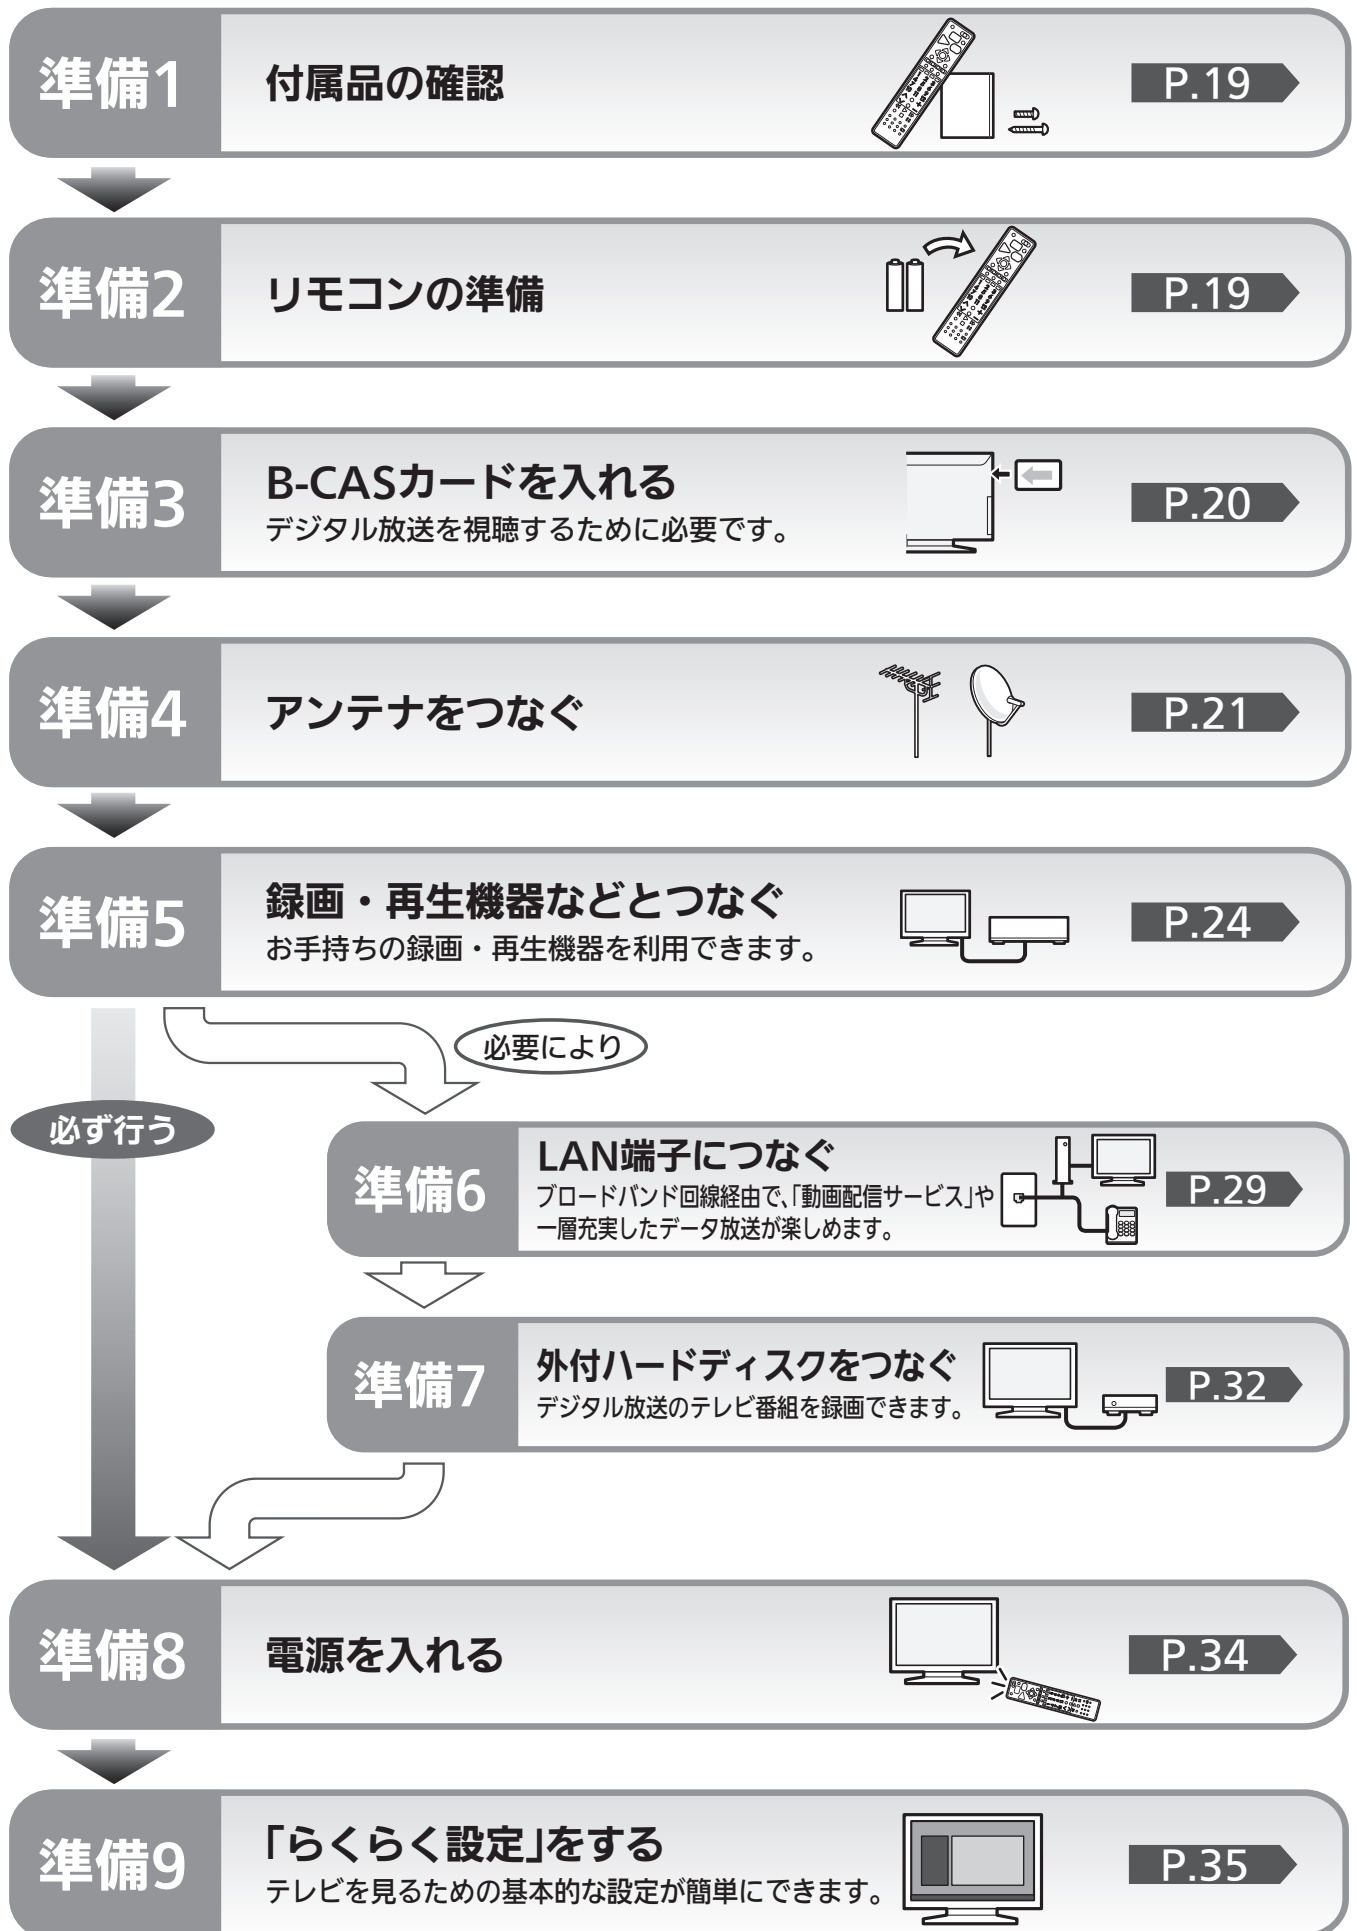 準備1
付属品の確認
P.19
準備2
リモコンの準備
P.19
準備3
B-CASカードを入れる
デジタル放送を視聴するために必要です。
P.20
準備4
アンテナをつなぐ
P.21
準備5
録画・再生機器などとつなぐ
お手持ちの録画・再生機器を利用できます。
P.24
必要により
必ず行う
準備6
LAN端子につなぐ
ブロードバンド回線経由で、「動画配信サービス」や
一層充実したデータ放送が楽しめます。
P.29
準備7
外付ハードディスクをつなぐ
デジタル放送のテレビ番組を録画できます。
P.32
準備8
電源を入れる
P.34
準備9
「らくらく設定」をする
テレビを見るための基本的な設定が簡単にできます。
P.35